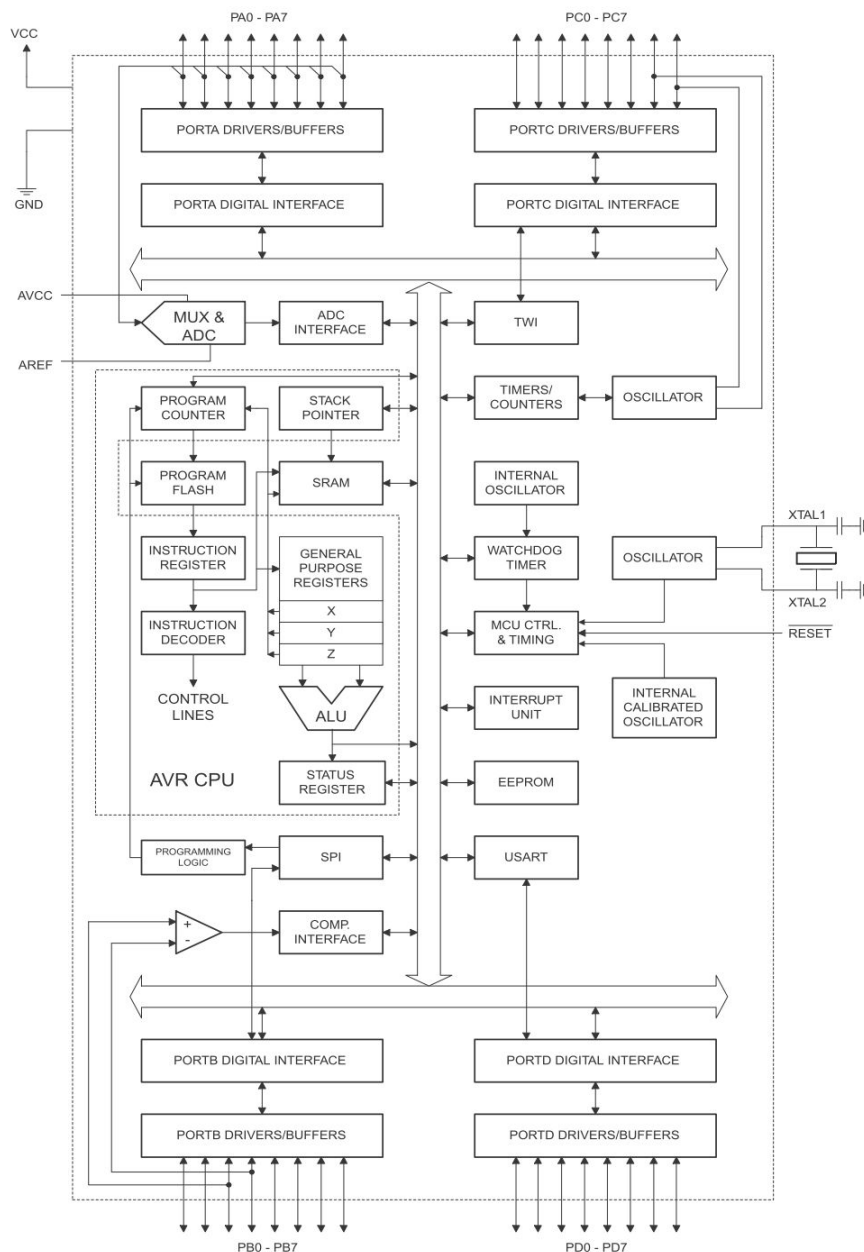 PA0 - PA7
PC0 - PC7
VCC
PORTA DRIVERS/BUFFERS
PORTC DRIVERS/BUFFERS
GND
PORTA DIGITAL INTERFACE
PORTC DIGITAL INTERFACE
AVCC
MUX &
ADC
ADC
INTERFACE
TWI
AREF
PROGRAM
COUNTER
STACK
POINTER
TIMERS/
COUNTERS
OSCILLATOR
PROGRAM
FLASH
SRAM
INTERNAL
OSCILLATOR
XTAL1
INSTRUCTION
REGISTER
GENERAL
PURPOSE
REGISTERS
WATCHDOG
TIMER
OSCILLATOR
XTAL2
X
INSTRUCTION
DECODER
Y
MCU CTRL.
& TIMING
RESET
Z
CONTROL
LINES
INTERRUPT
UNIT
INTERNAL
CALIBRATED
OSCILLATOR
ALU
AVR CPU
STATUS
REGISTER
EEPROM
PROGRAMMING
LOGIC
SPI
USART
+
-
COMP.
INTERFACE
PORTB DIGITAL INTERFACE
PORTD DIGITAL INTERFACE
PORTB DRIVERS/BUFFERS
PORTD DRIVERS/BUFFERS
PB0 - PB7
PD0 - PD7